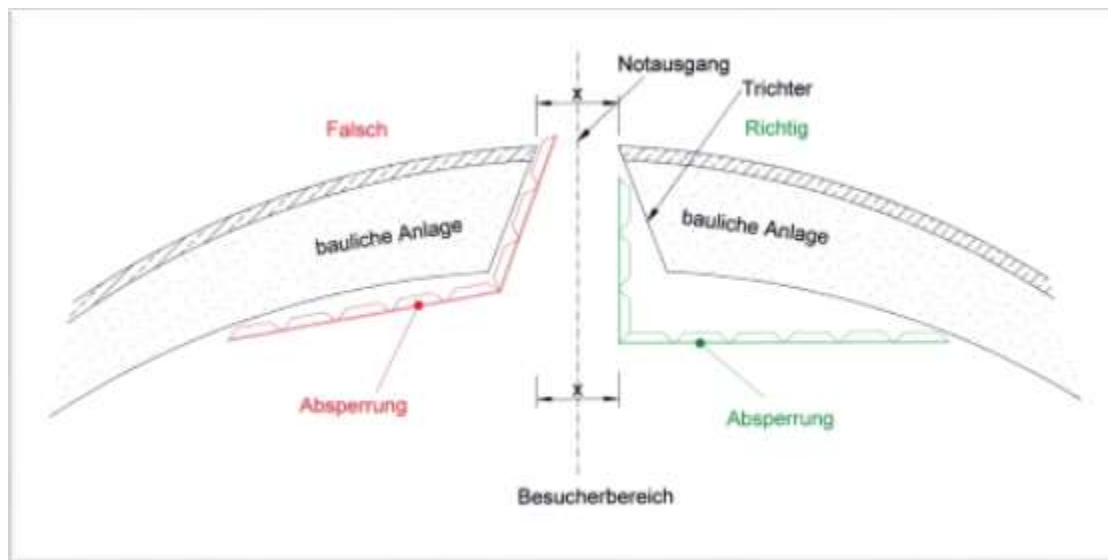 Notausgang
Trichter
x
Falsch
Richtig
bauliche Anlage
bauliche Anlage
x
Absperrung
Absperrung
Besucherbereich